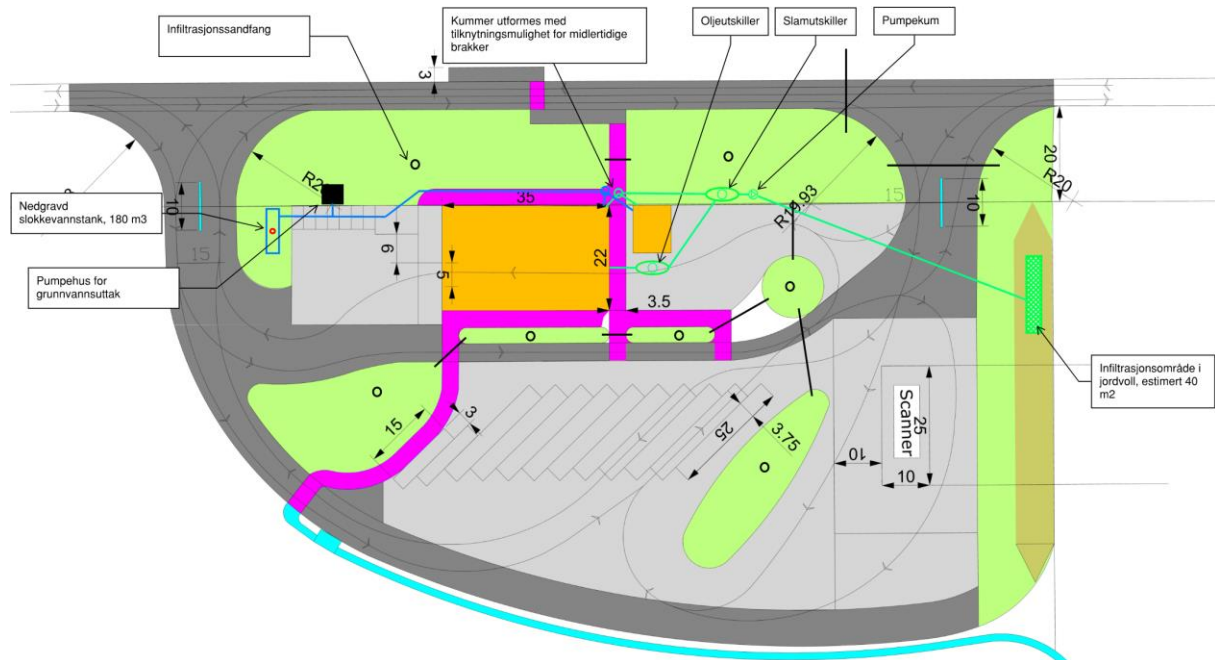 Infiltrasjonssandfang
Kummer utformes med
tilknytningsmulighet for midlertidige
brakker
Oljeutskiller
Slamutskiller
Pumpekum
3
20
R20
R19.93
10
10
15
15
35
Nedgravd
slokkevannstank, 180 m3
6
22
5
Pumpehus for
grunnvannsuttak
3.5
Infiltrasjonsområde i
jordvoll, estimert 40
m2
Scanner
25
10
10
3
15
25
3.75